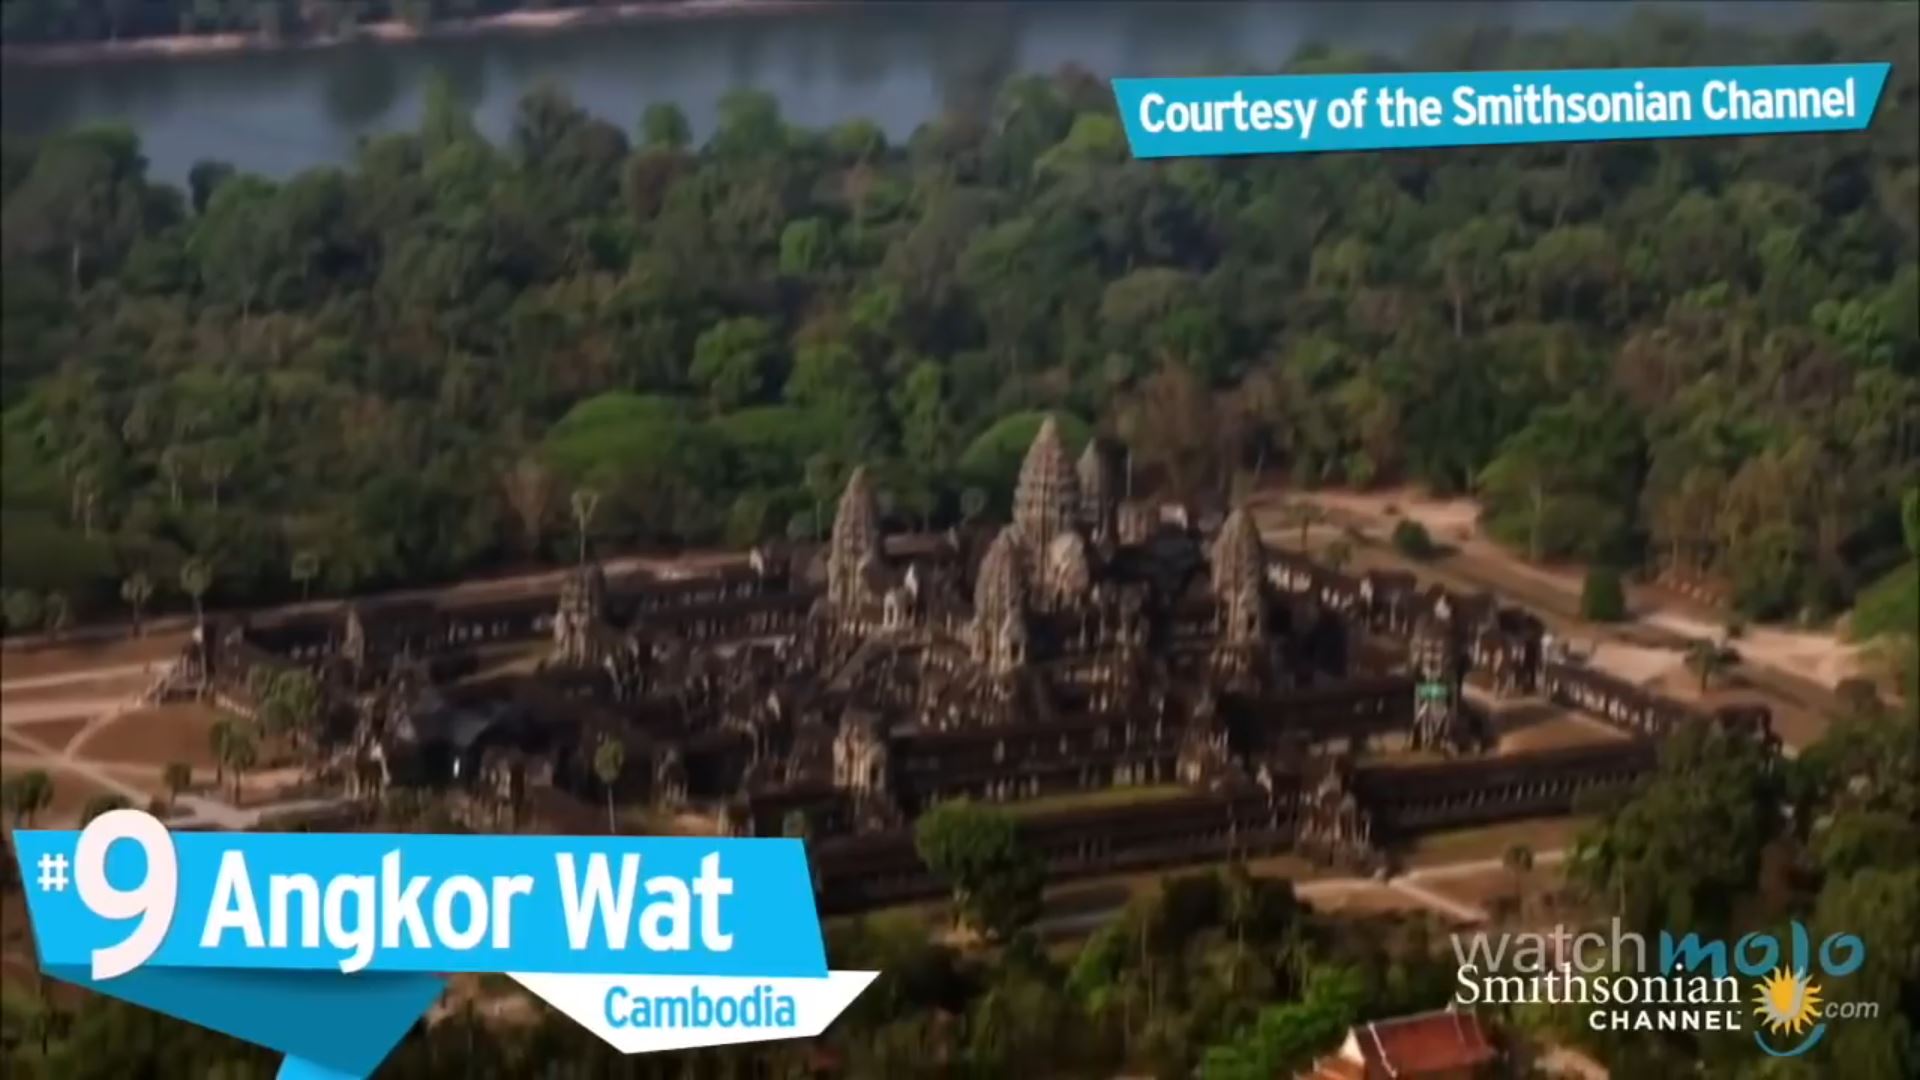 Courtesy of the Smithsonian Channel
#9 Angkor Wat
Cambodia
watchmojo
.com
Smithsonian
CHANNEL